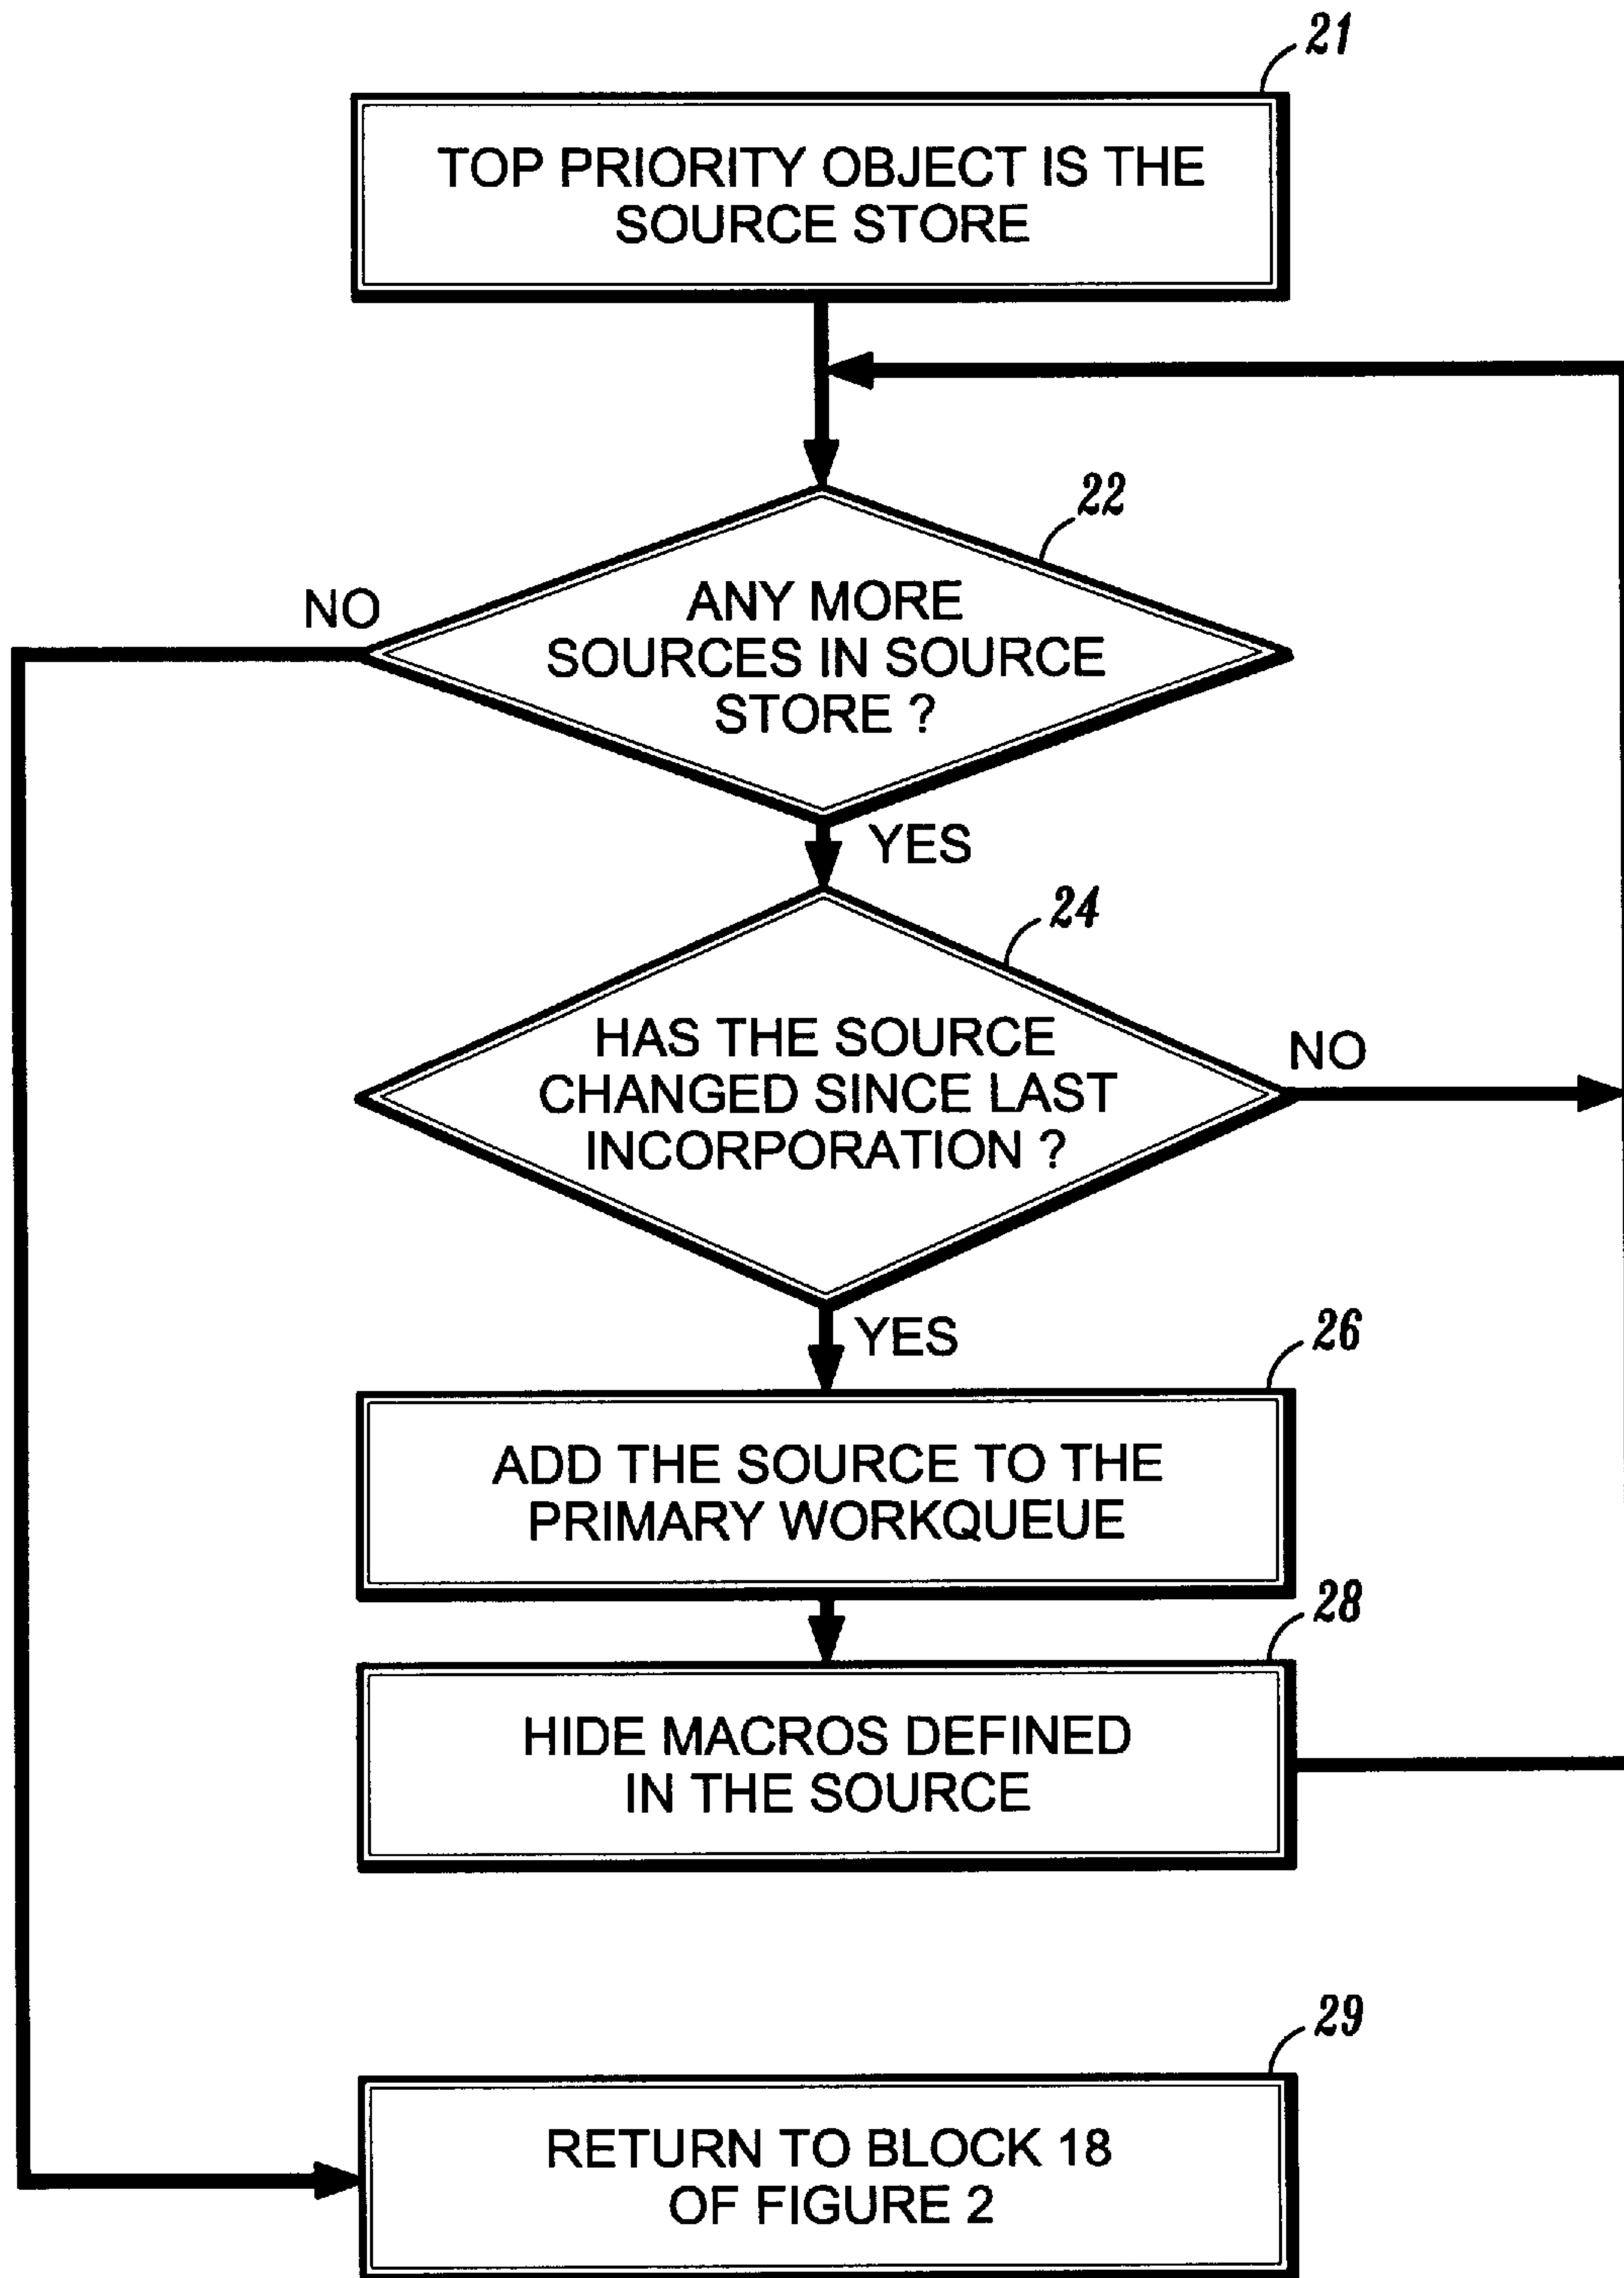 21
TOP PRIORITY OBJECT IS THE
SOURCE STORE
22
NO
ANY MORE
SOURCES IN SOURCE
STORE ?
YES
24
HAS THE SOURCE
CHANGED SINCE LAST
INCORPORATION ?
NO
YES
26
ADD THE SOURCE TO THE
PRIMARY WORKQUEUE
28
HIDE MACROS DEFINED
IN THE SOURCE
29
RETURN TO BLOCK 18
OF FIGURE 2